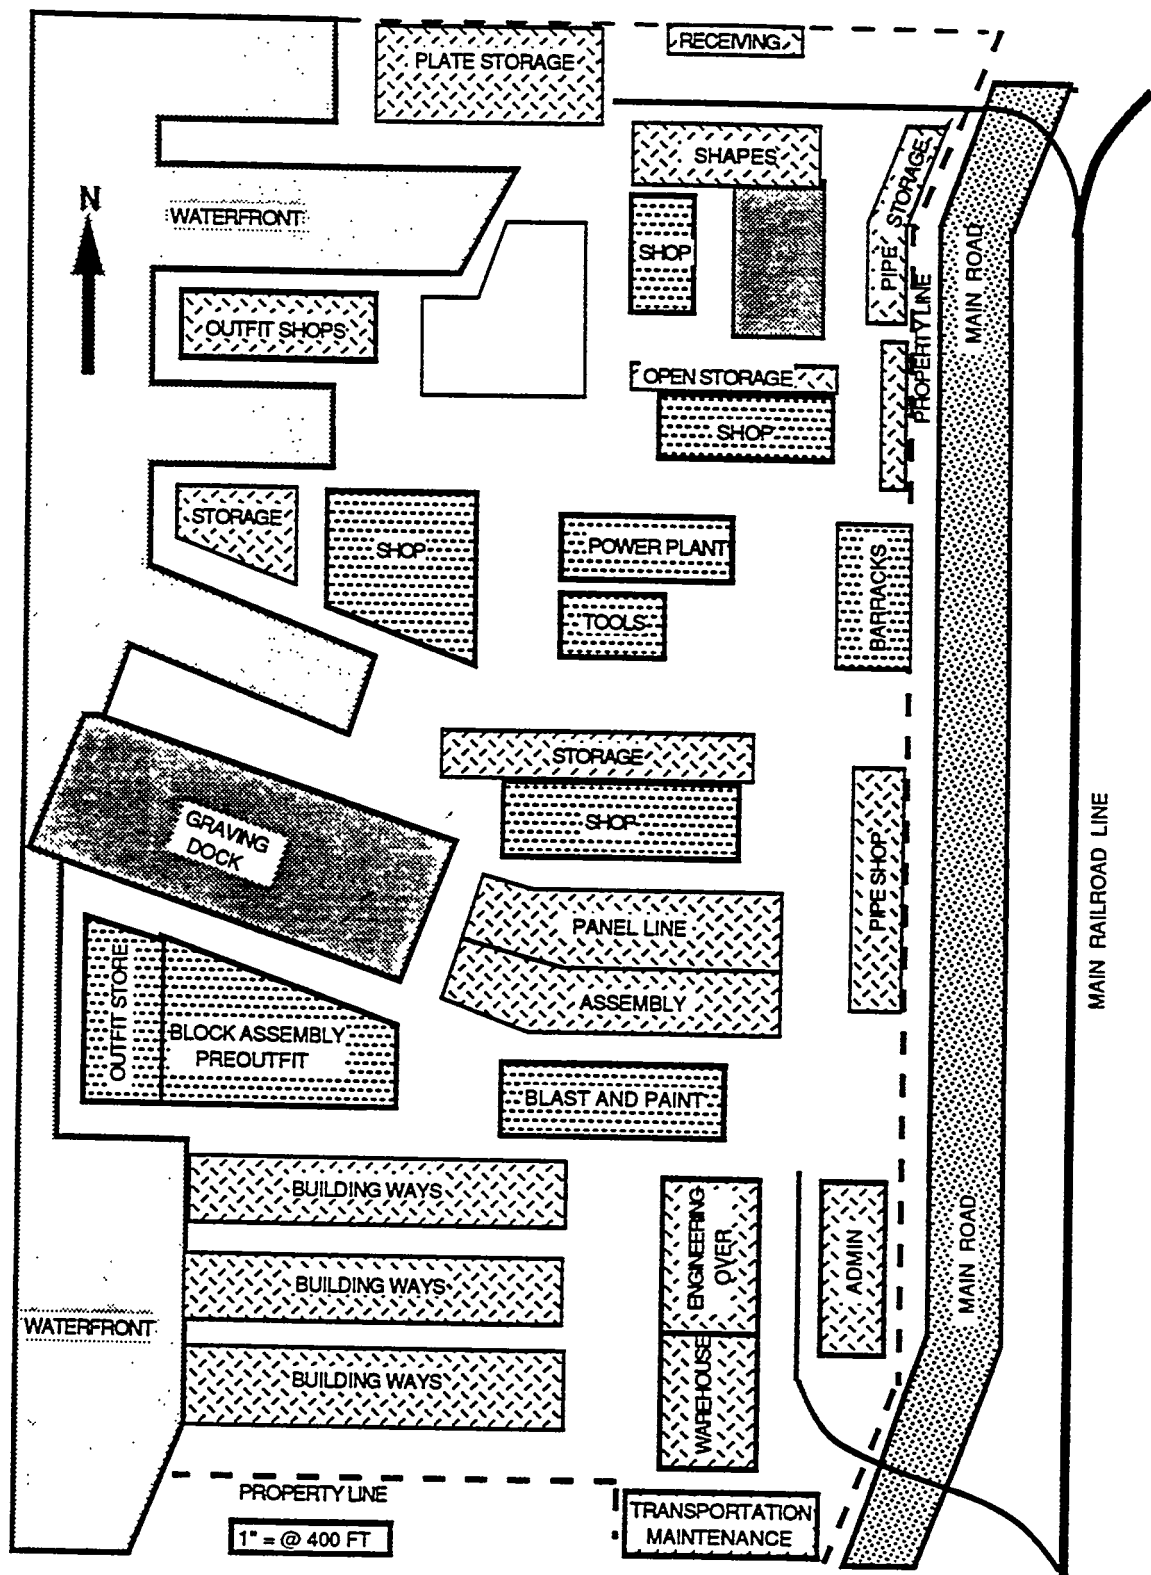 RECEIVING
PLATE STORAGE
SHAPES
PIPE STORAGE
N
WATERFRONT
SHOP
MAIN ROAD
OUTFIT SHOPS
PROPERTY LINE
OPEN STORAGE
SHOP
STORAGE
SHOP
POWER PLANT
BARRACKS
TOOLS
STORAGE
SHOP
GRAVING
DOCK
PIPE SHOP
MAIN RAILROAD LINE
PANEL LINE
ASSEMBLY
OUTFIT STORE
BLOCK ASSEMBLY
PREOUTFIT
BLAST AND PAINT
BUILDING WAYS
ENGINEERING
OVER
ADMIN
MAIN ROAD
BUILDING WAYS
WATERFRONT
BUILDING WAYS
WAREHOUSE
PROPERTY LINE
TRANSPORTATION
MAINTENANCE
1" = @ 400 FT